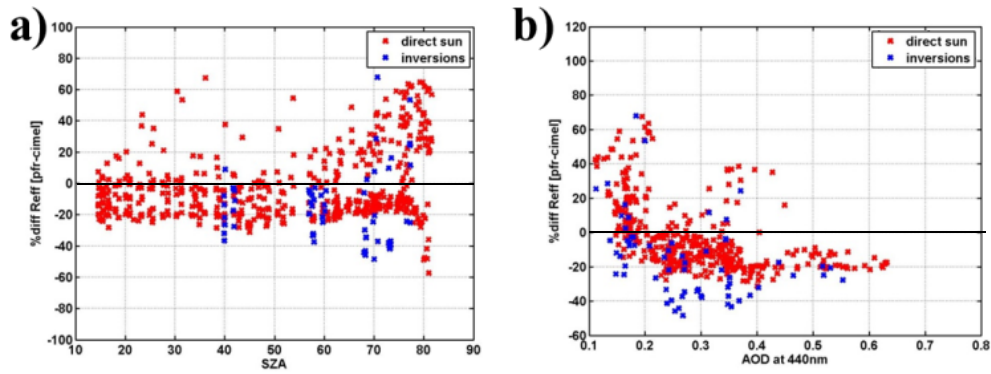 a)
direct sun
inversions
%diff Reff [pfr-cimel]
100
80
60
40
20
0
-20
-40
-60
-80
-100
10 20 30 40 50 60 70 80 90
SZA
b)
direct sun
inversions
%diff Reff [pfr-cimel]
120
100
80
60
40
20
0
-20
-40
-60
0.1 0.2 0.3 0.4 0.5 0.6 0.7 0.8
AOD at 440nm